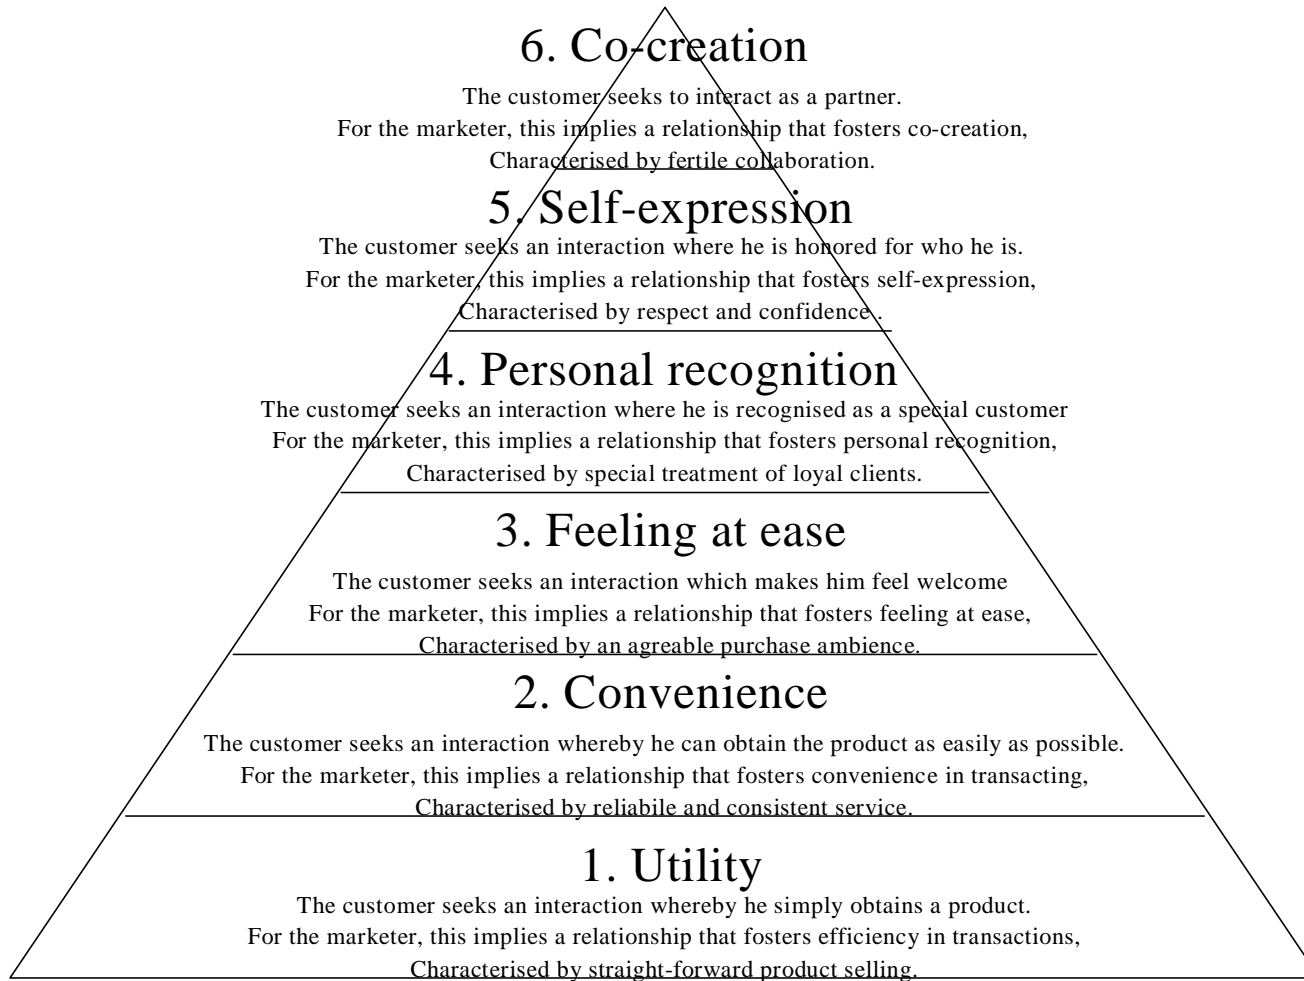 6. Co-creation
The customer seeks to interact as a partner.
For the marketer, this implies a relationship that fosters co-creation,
Characterised by fertile collaboration.
5. Self-expression
The customer seeks an interaction where he is honored for who he is.
For the marketer, this implies a relationship that fosters self-expression,
Characterised by respect and confidence .
4. Personal recognition
The customer seeks an interaction where he is recognised as a special customer
For the marketer, this implies a relationship that fosters personal recognition,
Characterised by special treatment of loyal clients.
3. Feeling at ease
The customer seeks an interaction which makes him feel welcome
For the marketer, this implies a relationship that fosters feeling at ease,
Characterised by an agreable purchase ambience.
2. Convenience
The customer seeks an interaction whereby he can obtain the product as easily as possible.
For the marketer, this implies a relationship that fosters convenience in transacting,
Characterised by reliabile and consistent service.
1. Utility
The customer seeks an interaction whereby he simply obtains a product.
For the marketer, this implies a relationship that fosters efficiency in transactions,
Characterised by straight-forward product selling.